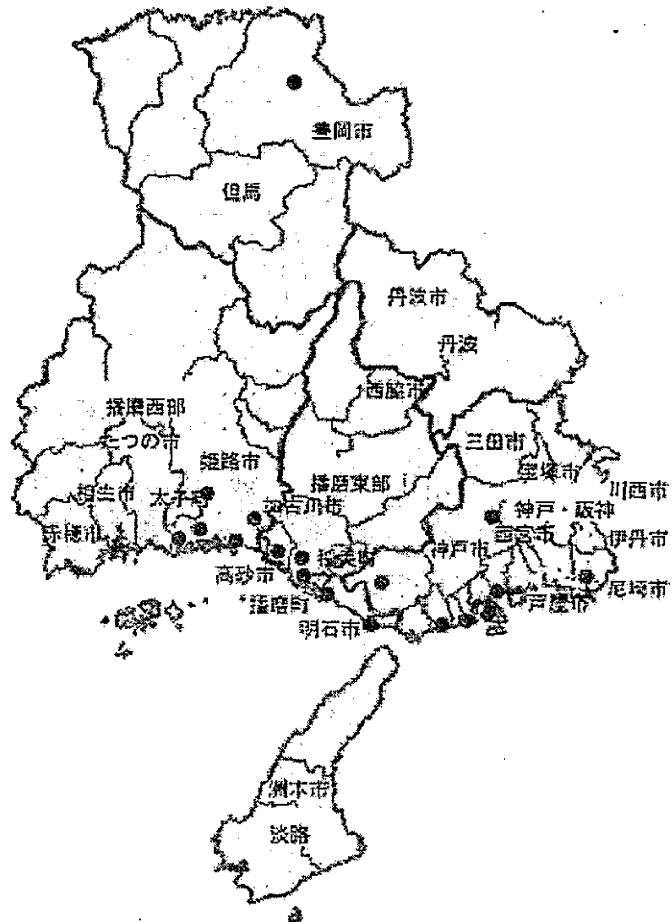 豊岡市
但馬
丹波市
丹波
西脇市
播磨西部
たつの市
三田市
宝塚市
姫路市
播磨東部
川西市
相生市
太子町
加古川市
神戸・阪神
赤穂市
西宮市
伊丹市
神戸市
稲美町
高砂市
尼崎市
播磨町
芦屋市
明石市
洲本市
淡路